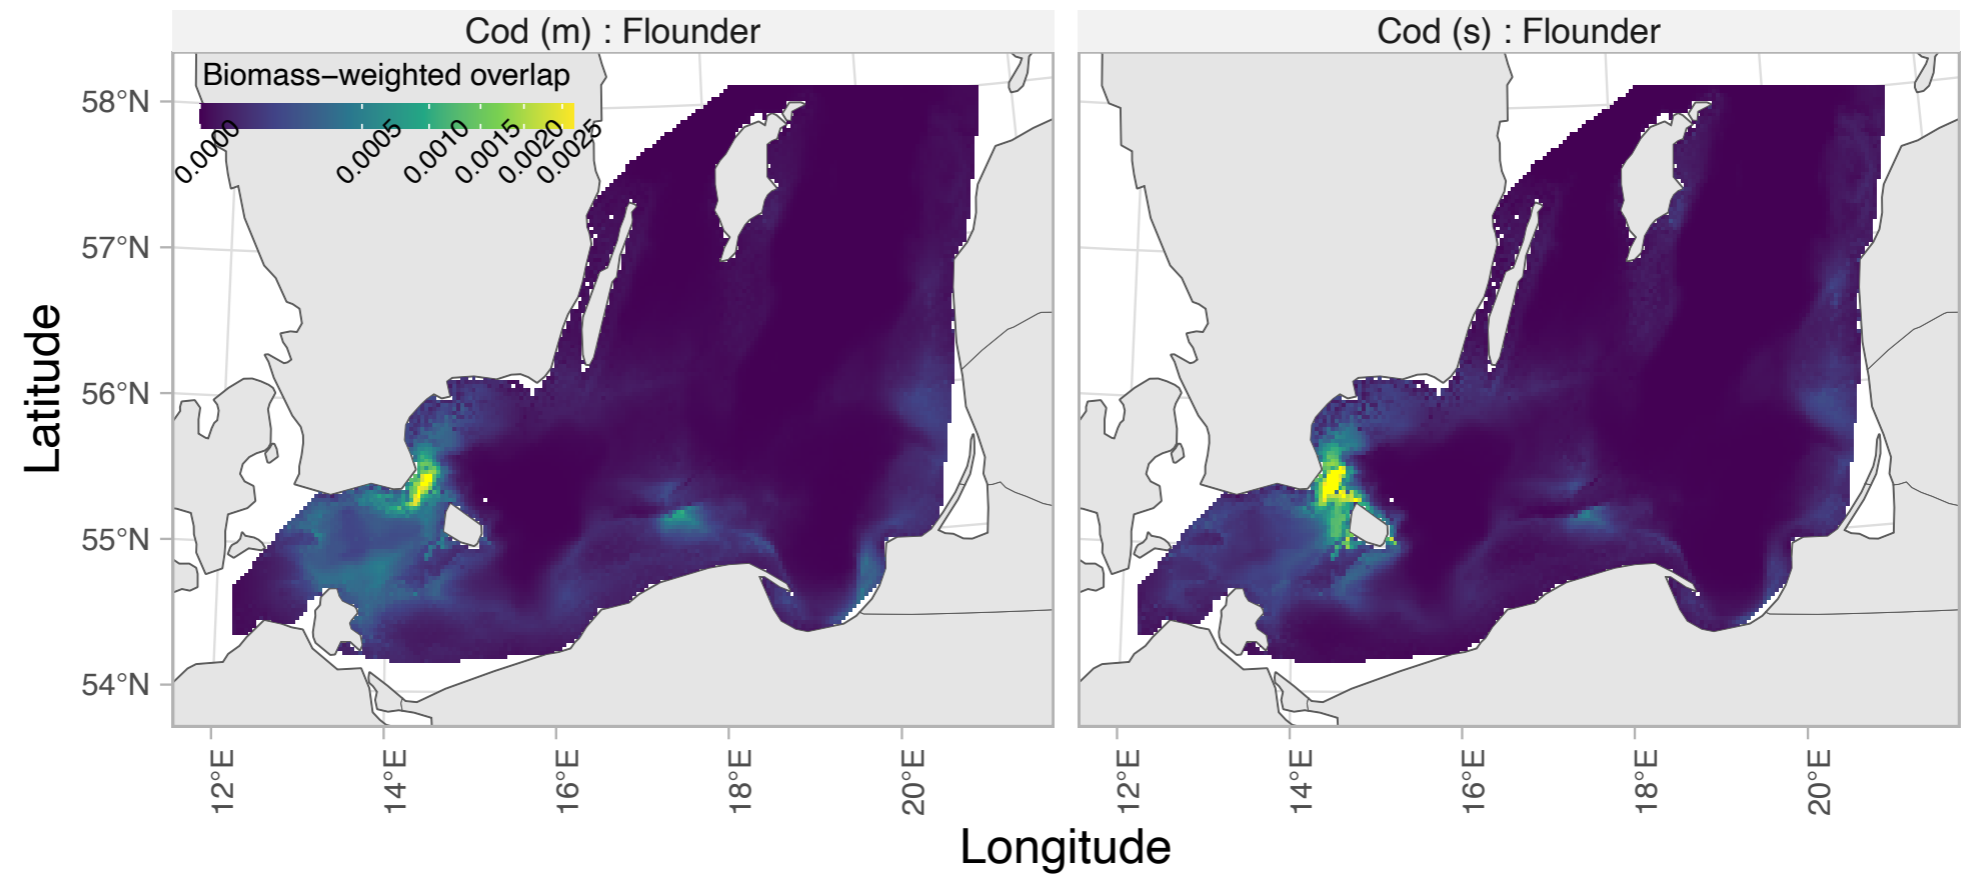 Cod (m) : Flounder
Cod (s) : Flounder
Biomass−weighted overlap
0.0000 0.0005 0.0010 0.0015 0.0020 0.0025
58°N
57°N
56°N
55°N
54°N
Latitude
12°E 14°E 16°E 18°E 20°E
12°E 14°E 16°E 18°E 20°E
Longitude